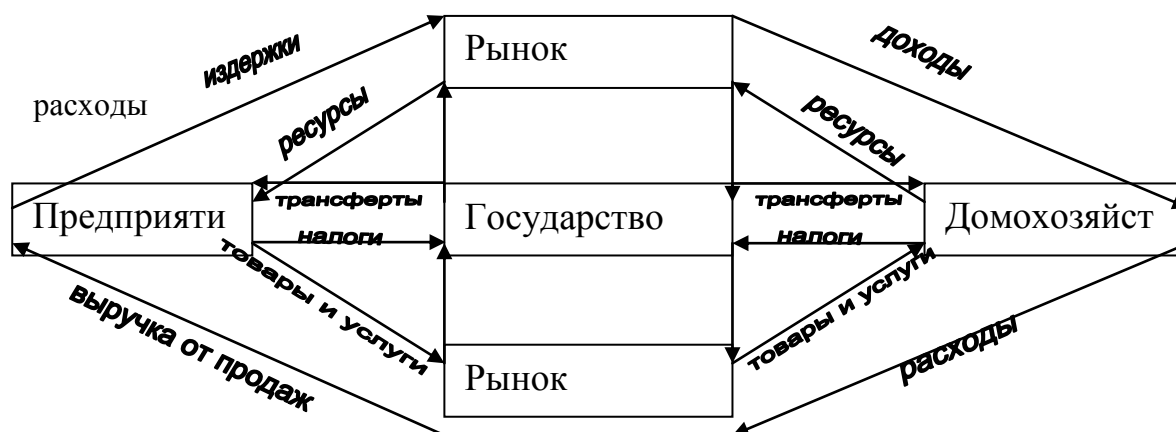 Рынок
издержки
доходы
расходы
ресурсы
ресурсы
Предприяти
трансферты
Государство
трансферты
Домохозяйст
налоги
налоги
товары и услуги
товары и услуги
выручка от продаж
Рынок
расходы